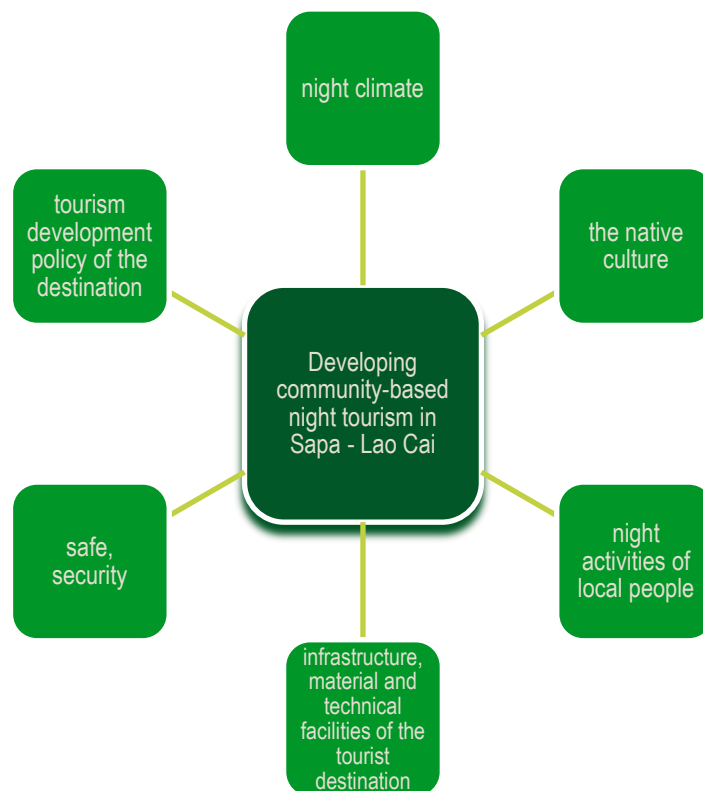 night climate
tourism
development
policy of the
destination
the native
culture
Developing
community-based
night tourism in
Sapa - Lao Cai
safe,
security
night
activities of
local people
infrastructure,
material and
technical
facilities of the
tourist
destination